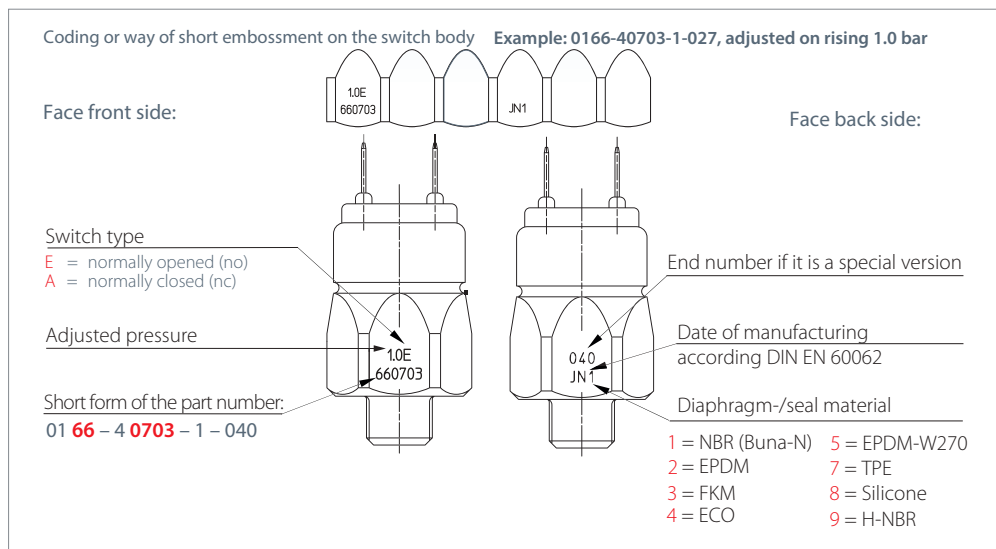 Coding or way of short embossment on the switch body Example: 0166-40703-1-027, adjusted on rising 1.0 bar
1.0E
660703
JN1
Face front side:
Face back side:
Switch type
E = normally opened (no)
A = normally closed (nc)
Adjusted pressure
1.0E
660703
Short form of the part number:
01 66 – 4 0703 – 1 – 040
End number if it is a special version
Date of manufacturing
according DIN EN 60062
040
JN1
Diaphragm-/seal material
1 = NBR (Buna-N) 5 = EPDM-W270
2 = EPDM 7 = TPE
3 = FKM 8 = Silicone
4 = ECO 9 = H-NBR